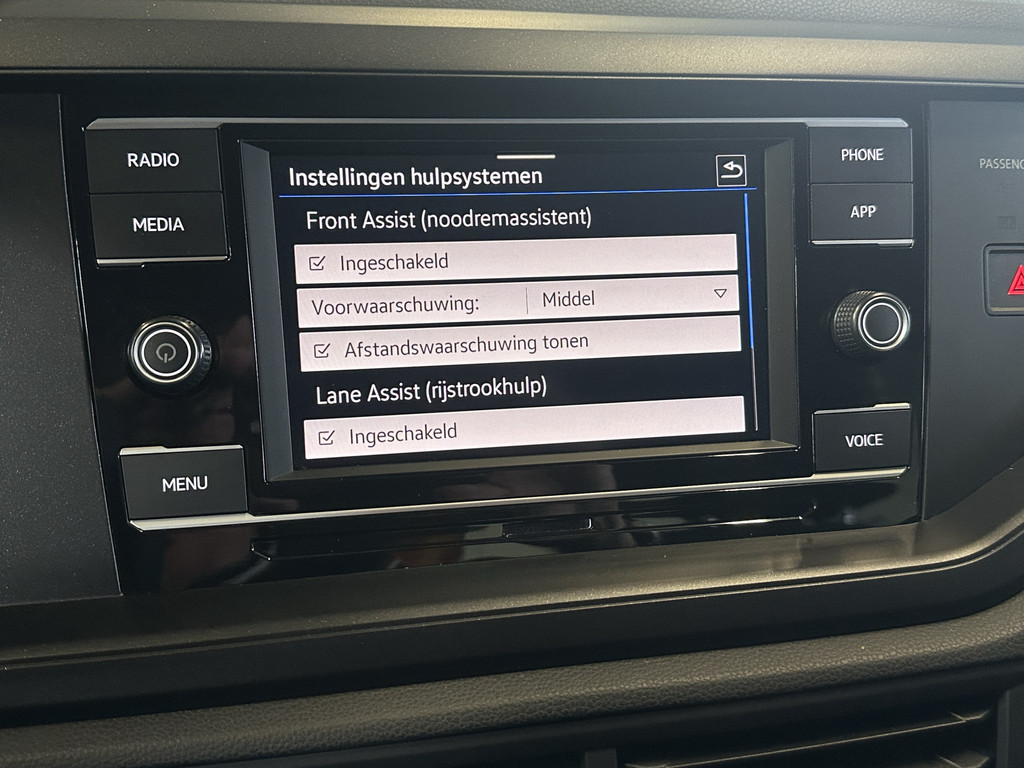 RADIO
MEDIA
MENU
Instellingen hulpsystemen
Front Assist (noodremassistent)
Ingeschakeld
Voorwaarschuwing: Middel
Afstandswaarschuwing tonen
Lane Assist (rijstrookhulp)
Ingeschakeld
PHONE
APP
VOICE